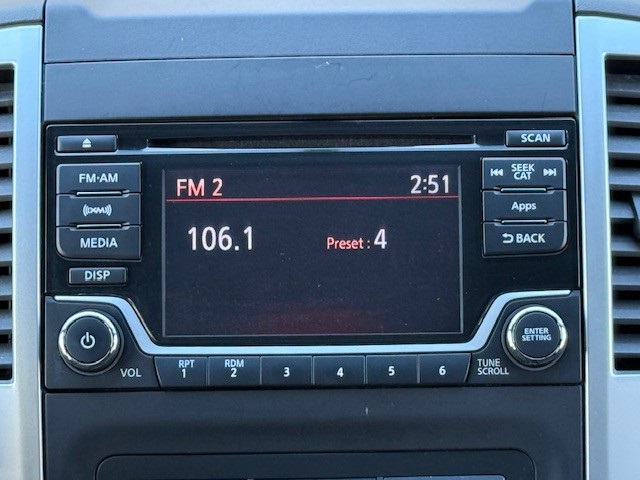 SCAN
FM·AM
SEEK
CAT
FM 2 2:51
((XM))
Apps
106.1 Preset : 4
MEDIA
BACK
DISP
ENTER
SETTING
VOL
RPT
1
RDM
2
3
4
5
6
TUNE
SCROLL